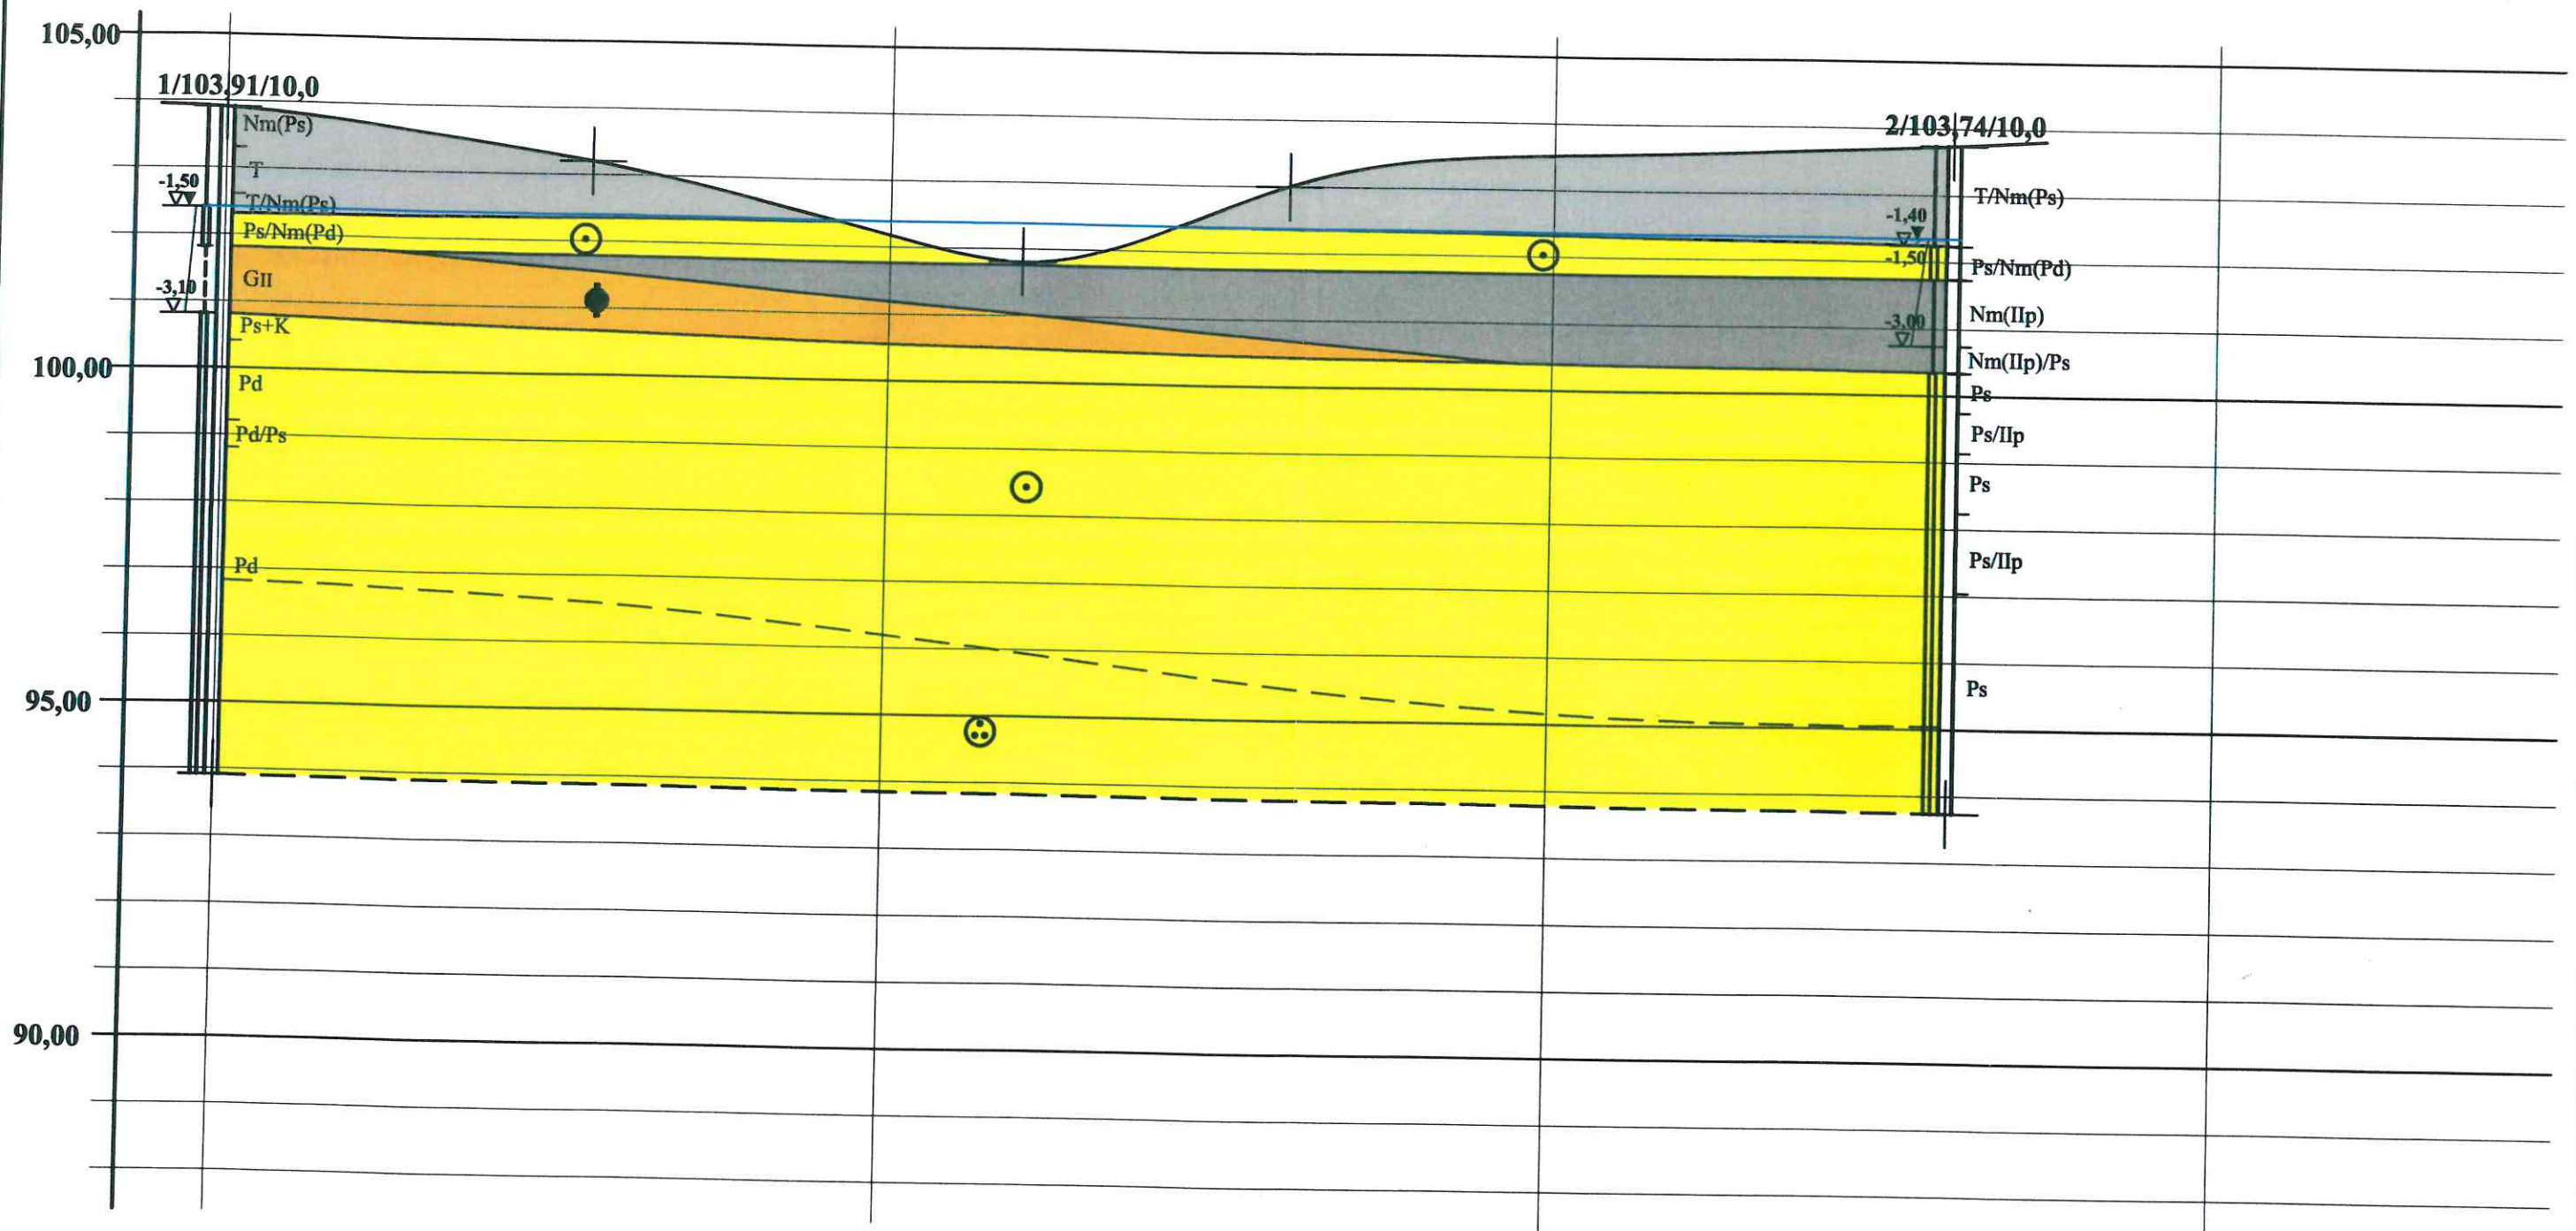 105,00
1/103,91/10,0
2/103,74/10,0
Nm(Ps)
T
-1,50
T/Nm(Ps)
T/Nm(Ps)
-1,40
Ps/Nm(Pd)
-1,50
Ps/Nm(Pd)
GII
-3,10
Nm(IIp)
-3,00
Ps+K
100,00
Nm(IIp)/Ps
Pd
Ps
Pd/Ps
Ps/IIp
Ps
Pd
Ps/IIp
95,00
Ps
90,00